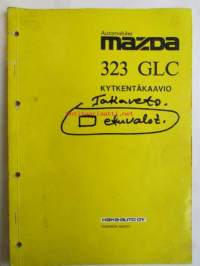 Automobiles
mazda
323 GLC
KYTKENTÄKAAVIO
Takaveto.
etuvalot.
HAKA-AUTO OY